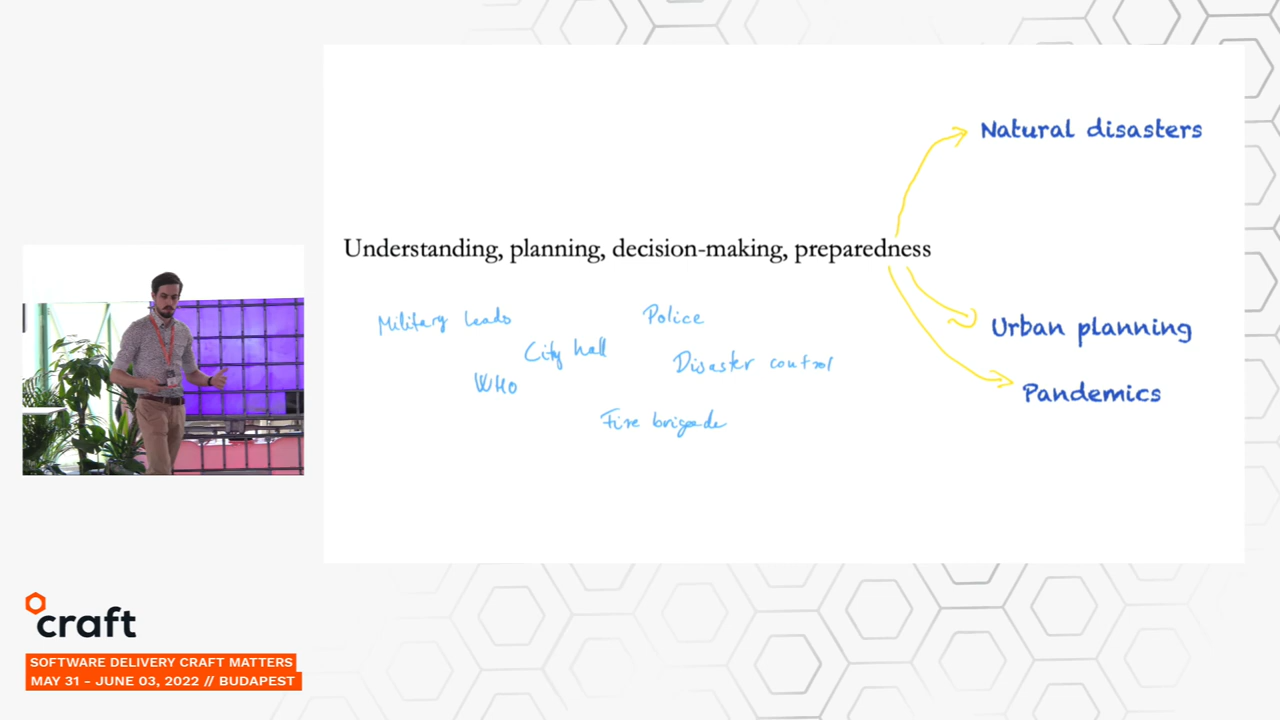 Natural disasters
Understanding, planning, decision-making, preparedness
Military leads
Police
City hall
Disaster control
WHO
Fire brigade
Urban planning
Pandemics
craft
SOFTWARE DELIVERY CRAFT MATTERS
MAY 31 - JUNE 03, 2022 // BUDAPEST